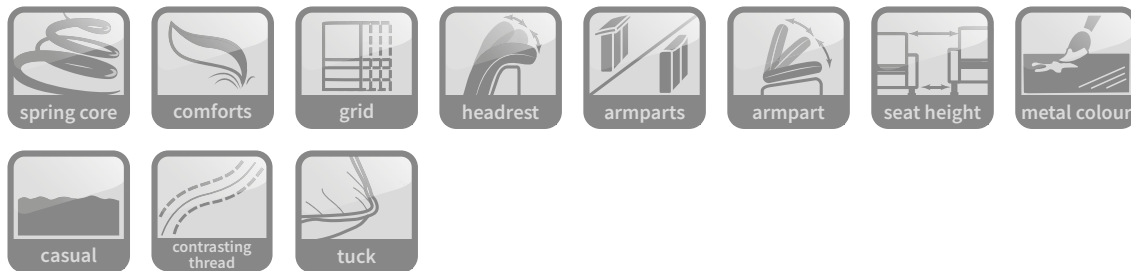 spring core
comforts
grid
headrest
armparts
armpart
seat height
metal colour
casual
contrasting
thread
tuck